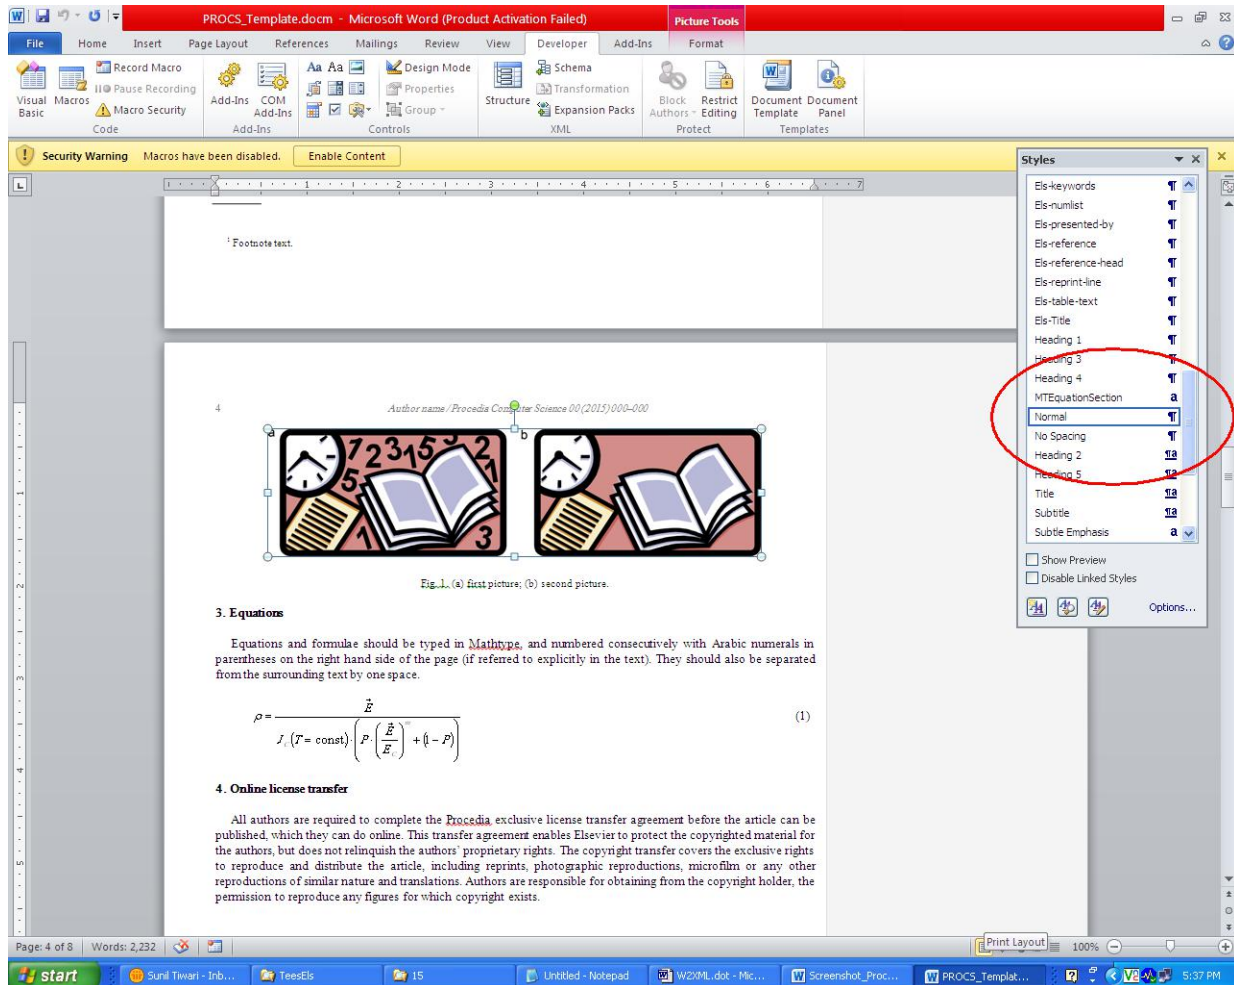 PROCS_Template.docm - Microsoft Word (Product Activation Failed)
Picture Tools
File Home Insert Page Layout References Mailings Review View Developer Add-Ins Format
Visual Basic
Macros
Record Macro
Pause Recording
Macro Security
Code
Add-Ins
COM Add-Ins
Add-Ins
Aa Aa
Design Mode
Properties
Group
Controls
Structure
Schema
Transformation
Expansion Packs
XML
Block Authors
Restrict Editing
Protect
Document Template
Document Panel
Templates
Security Warning Macros have been disabled. Enable Content
1 2 3 4 5 6 7
1 Footnote text.
4 Author name / Procedia Computer Science 00 (2015) 000–000
a b
Fig. 1. (a) first picture; (b) second picture.
3. Equations
Equations and formulae should be typed in Mathtype, and numbered consecutively with Arabic numerals in
parentheses on the right hand side of the page (if referred to explicitly in the text). They should also be separated
from the surrounding text by one space.
ρ = E / J (T = const) · ( P · ( E / E ) + (1 − P) ) (1)
4. Online license transfer
All authors are required to complete the Procedia exclusive license transfer agreement before the article can be
published, which they can do online. This transfer agreement enables Elsevier to protect the copyrighted material for
the authors, but does not relinquish the authors' proprietary rights. The copyright transfer covers the exclusive rights
to reproduce and distribute the article, including reprints, photographic reproductions, microfilm or any other
reproductions of similar nature and translations. Authors are responsible for obtaining from the copyright holder, the
permission to reproduce any figures for which copyright exists.
Styles
Els-keywords
Els-numlist
Els-presented-by
Els-reference
Els-reference-head
Els-reprint-line
Els-table-text
Els-Title
Heading 1
Heading 3
Heading 4
MTEquationSection a
Normal
No Spacing
Heading 2
Heading 5
Title
Subtitle
Subtle Emphasis a
Show Preview
Disable Linked Styles
Options...
Page: 4 of 8 Words: 2,232
Print Layout
100%
start
Sunil Tiwari - Inb...
TeesEls
15
Untitled - Notepad
W2XML.dot - Mic...
Screenshot_Proc...
PROCS_Templat...
5:37 PM